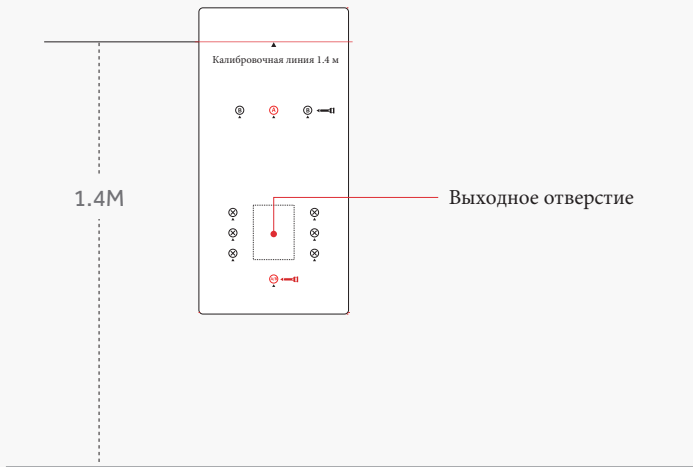 Калибровочная линия 1.4 м
B A B
1.4M
Выходное отверстие
A/B